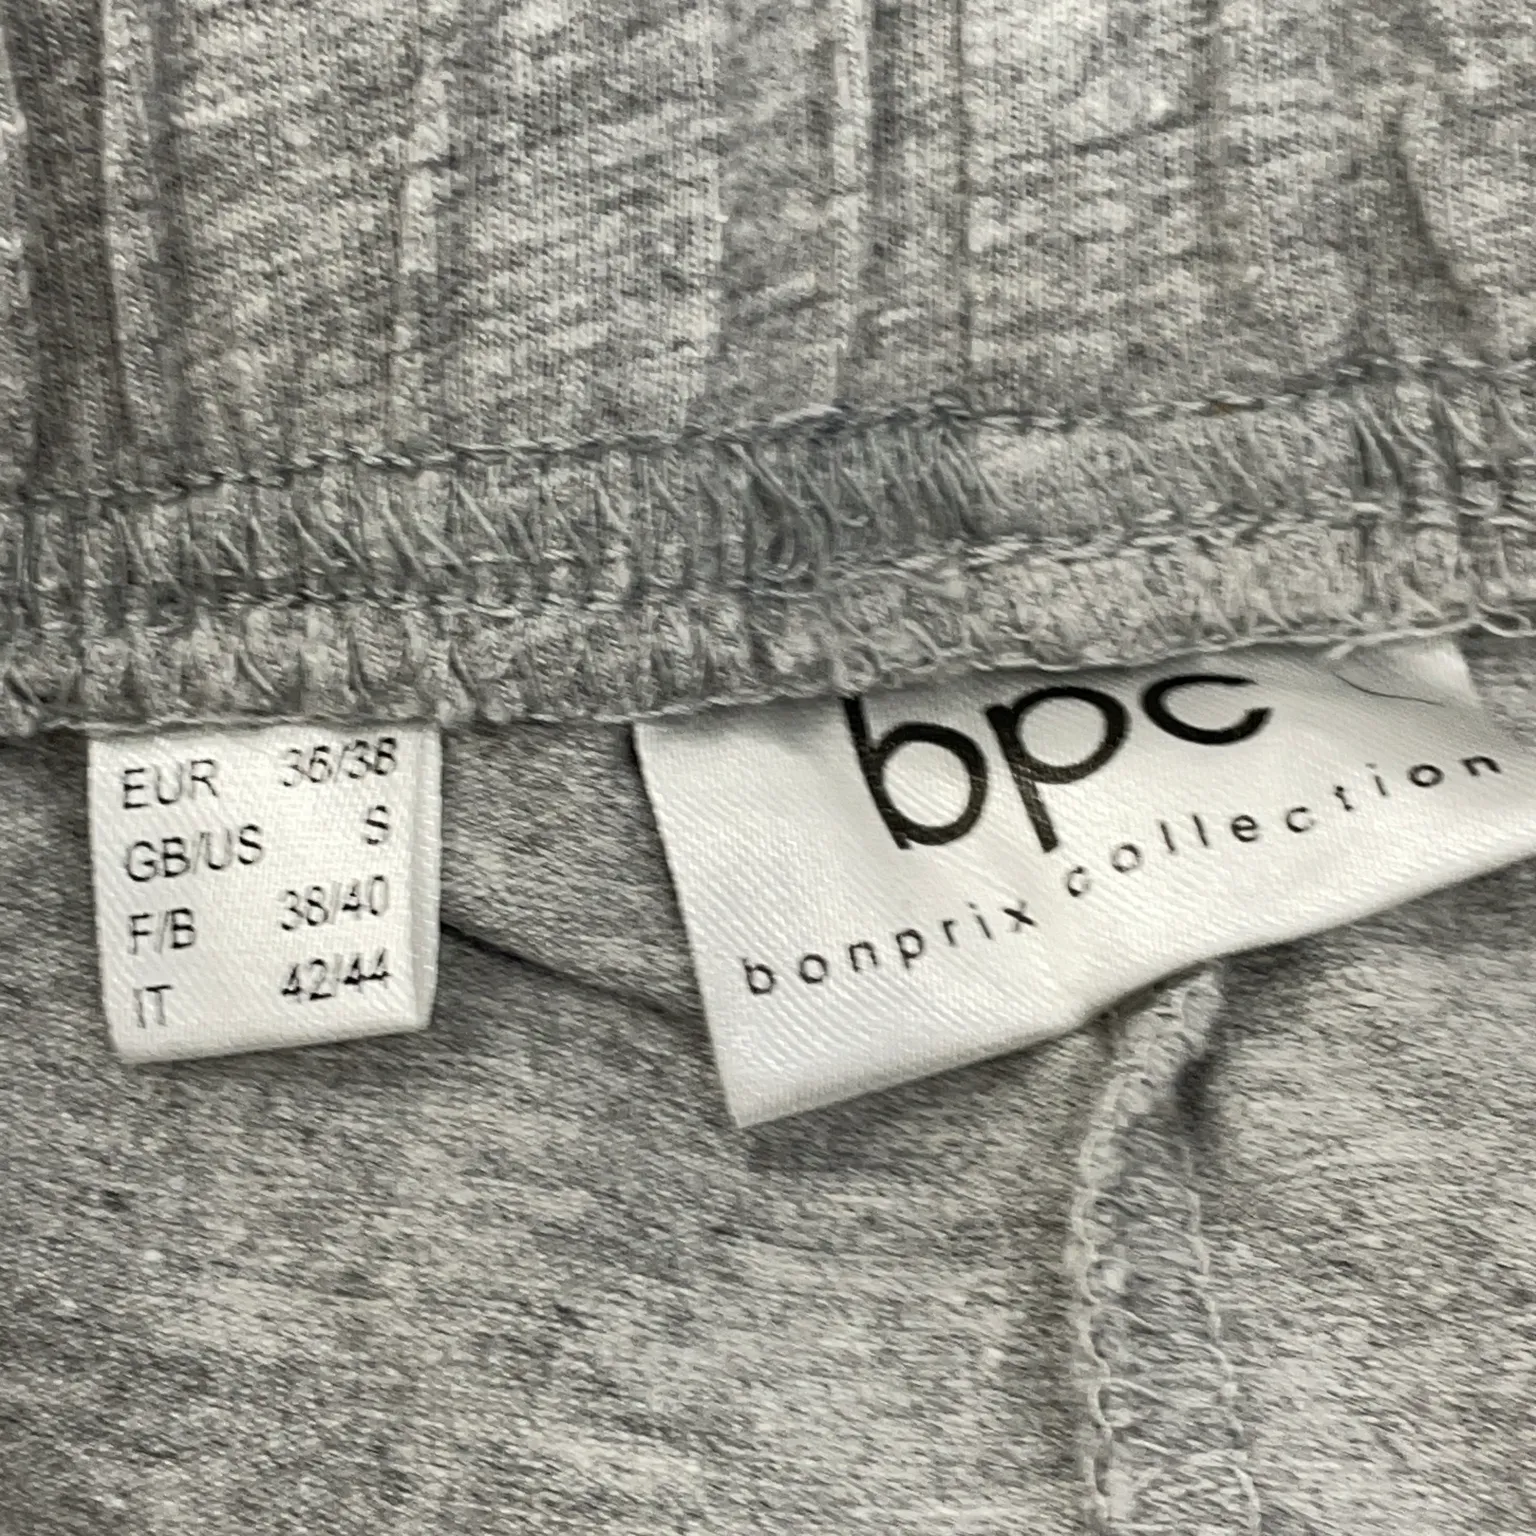 EUR 36/38
GB/US S
F/B 38/40
IT 42/44
bpc
bonprix collection